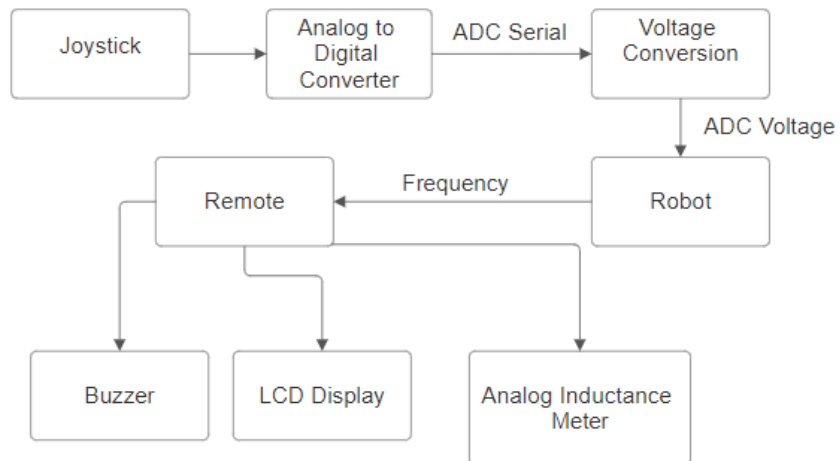 Joystick
Analog to
Digital
Converter
ADC Serial
Voltage
Conversion
ADC Voltage
Remote
Frequency
Robot
Buzzer
LCD Display
Analog Inductance
Meter